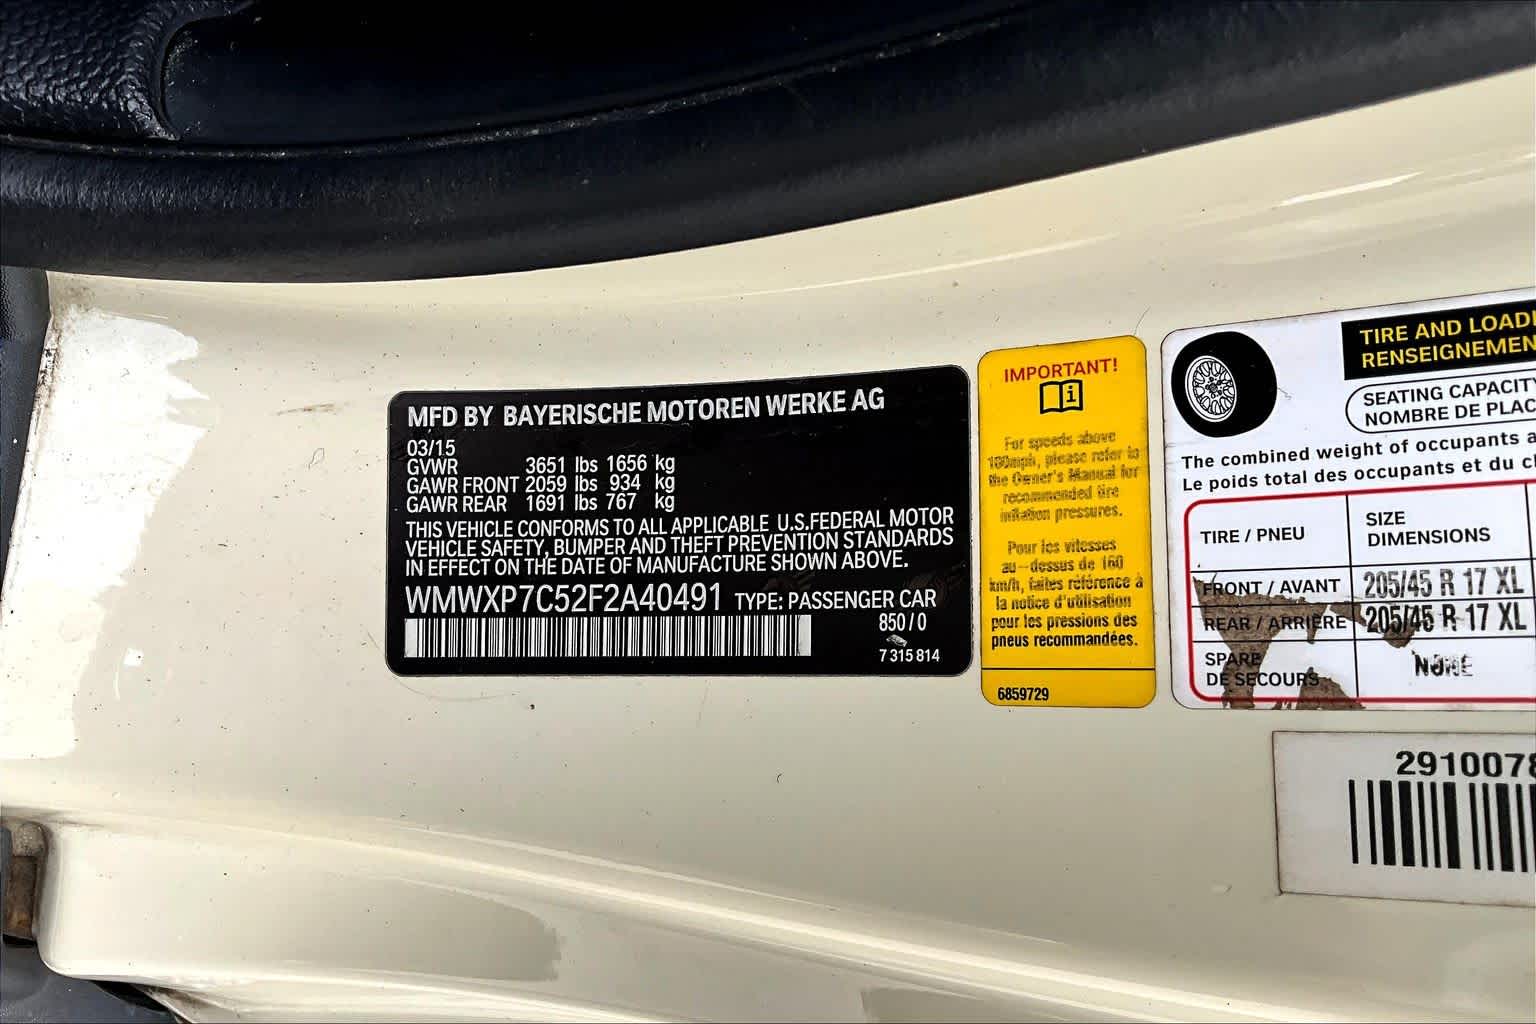 MFD BY BAYERISCHE MOTOREN WERKE AG
03/15
GVWR 3651 lbs 1656 kg
GAWR FRONT 2059 lbs 934 kg
GAWR REAR 1691 lbs 767 kg
THIS VEHICLE CONFORMS TO ALL APPLICABLE U.S.FEDERAL MOTOR
VEHICLE SAFETY, BUMPER AND THEFT PREVENTION STANDARDS
IN EFFECT ON THE DATE OF MANUFACTURE SHOWN ABOVE.
WMWXP7C52F2A40491 TYPE: PASSENGER CAR
850/0
7 315 814
IMPORTANT!
i
For speeds above
100mph, please refer to
the Owner's Manual for
recommended tire
inflation pressures.
Pour les vitesses
au-dessus de 160
km/h, faites référence à
la notice d'utilisation
pour les pressions des
pneus recommandées.
6859729
TIRE AND LOADI
RENSEIGNEMEN
SEATING CAPACITY
NOMBRE DE PLAC
The combined weight of occupants a
Le poids total des occupants et du ch
TIRE / PNEU
SIZE
DIMENSIONS
FRONT / AVANT 205/45 R 17 XL
REAR / ARRIÈRE 205/45 R 17 XL
SPARE
DE SECOURS
NONE
2910078